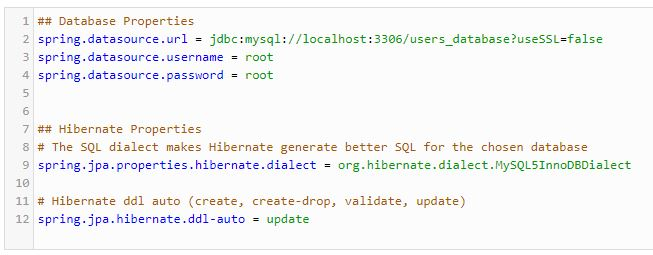 1 ## Database Properties
2 spring.datasource.url = jdbc:mysql://localhost:3306/users_database?useSSL=false
3 spring.datasource.username = root
4 spring.datasource.password = root
5
6
7 ## Hibernate Properties
8 # The SQL dialect makes Hibernate generate better SQL for the chosen database
9 spring.jpa.properties.hibernate.dialect = org.hibernate.dialect.MySQL5InnoDBDialect
10
11 # Hibernate ddl auto (create, create-drop, validate, update)
12 spring.jpa.hibernate.ddl-auto = update